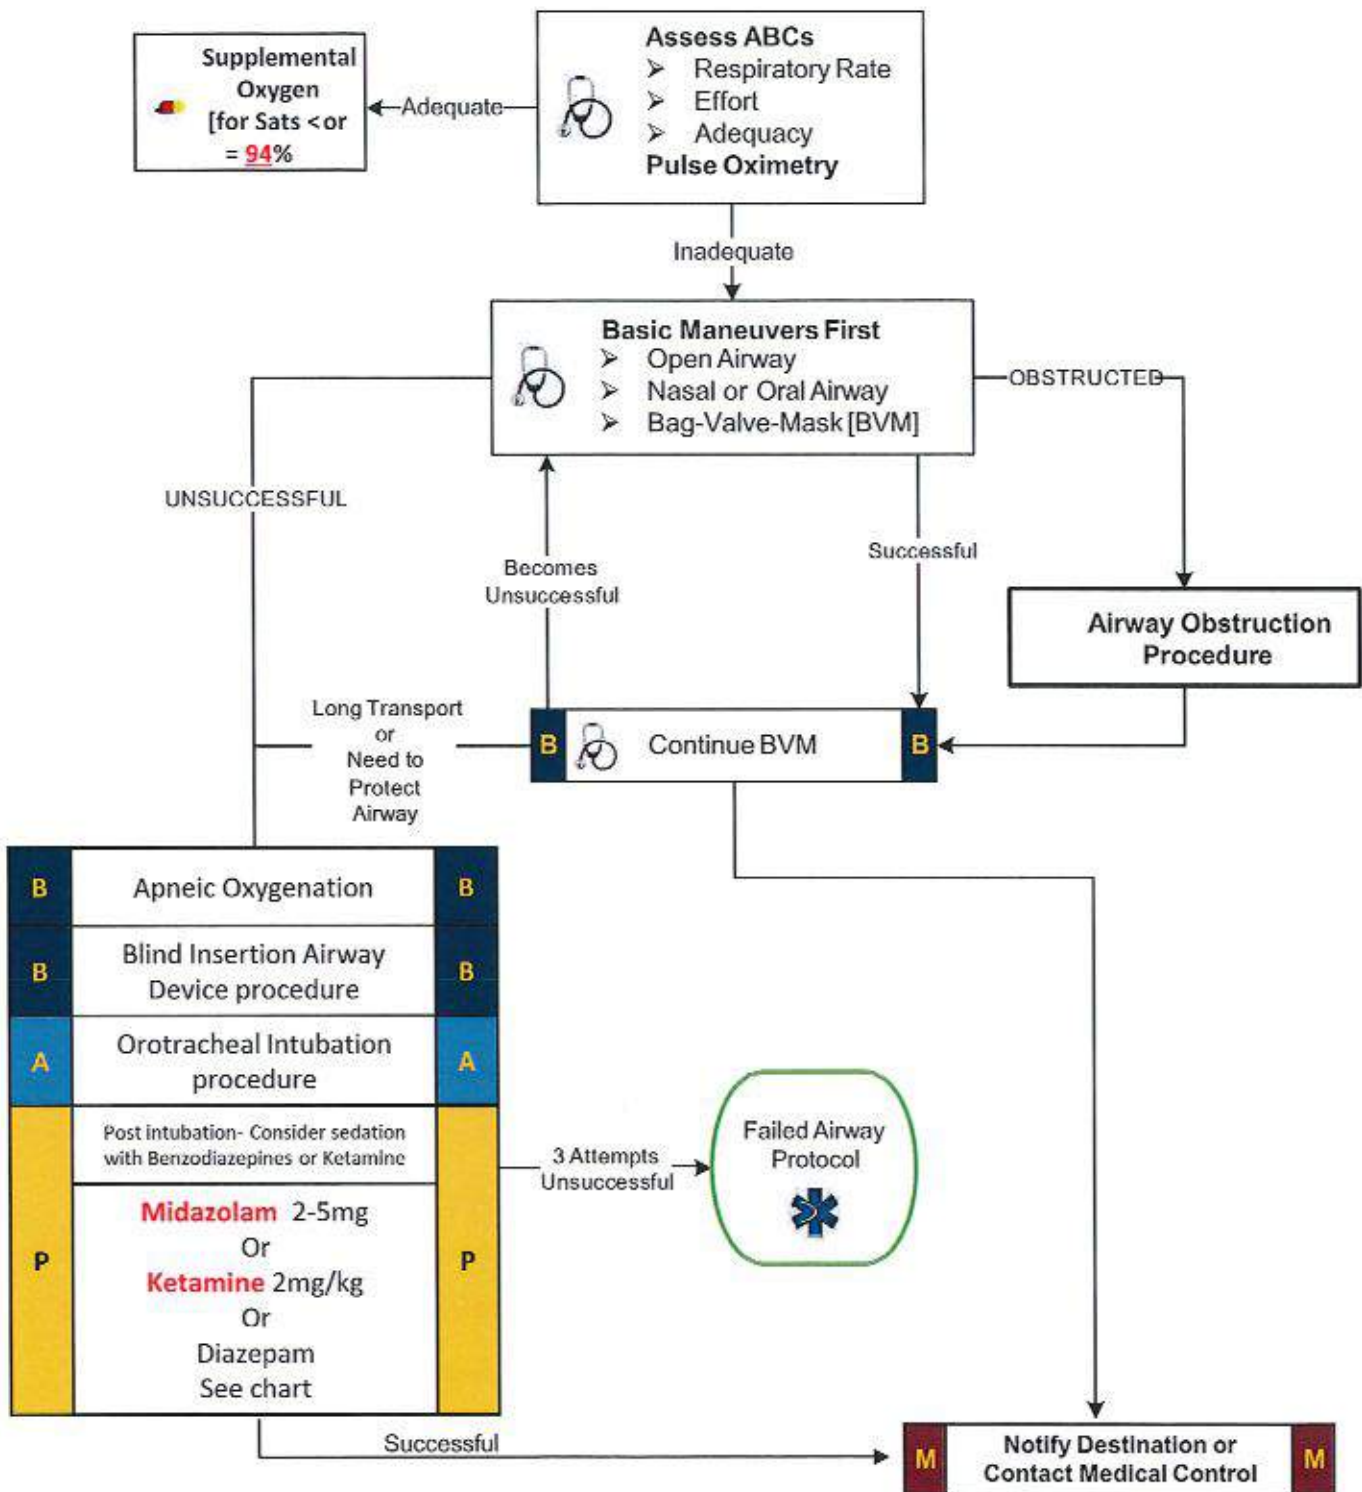 Assess ABCs
➢ Respiratory Rate
➢ Effort
➢ Adequacy
Pulse Oximetry
Adequate
Supplemental
Oxygen
[for Sats < or
= 94%
Inadequate
Basic Maneuvers First
➢ Open Airway
➢ Nasal or Oral Airway
➢ Bag-Valve-Mask [BVM]
OBSTRUCTED
UNSUCCESSFUL
Becomes
Unsuccessful
Successful
Airway Obstruction
Procedure
Long Transport
or
Need to
Protect
Airway
B Continue BVM B
B Apneic Oxygenation B
B Blind Insertion Airway B
Device procedure
A Orotracheal Intubation A
procedure
Post intubation- Consider sedation
with Benzodiazepines or Ketamine
Midazolam 2-5mg
Or
P Ketamine 2mg/kg P
Or
Diazepam
See chart
3 Attempts
Unsuccessful
Failed Airway
Protocol
Successful
M Notify Destination or M
Contact Medical Control